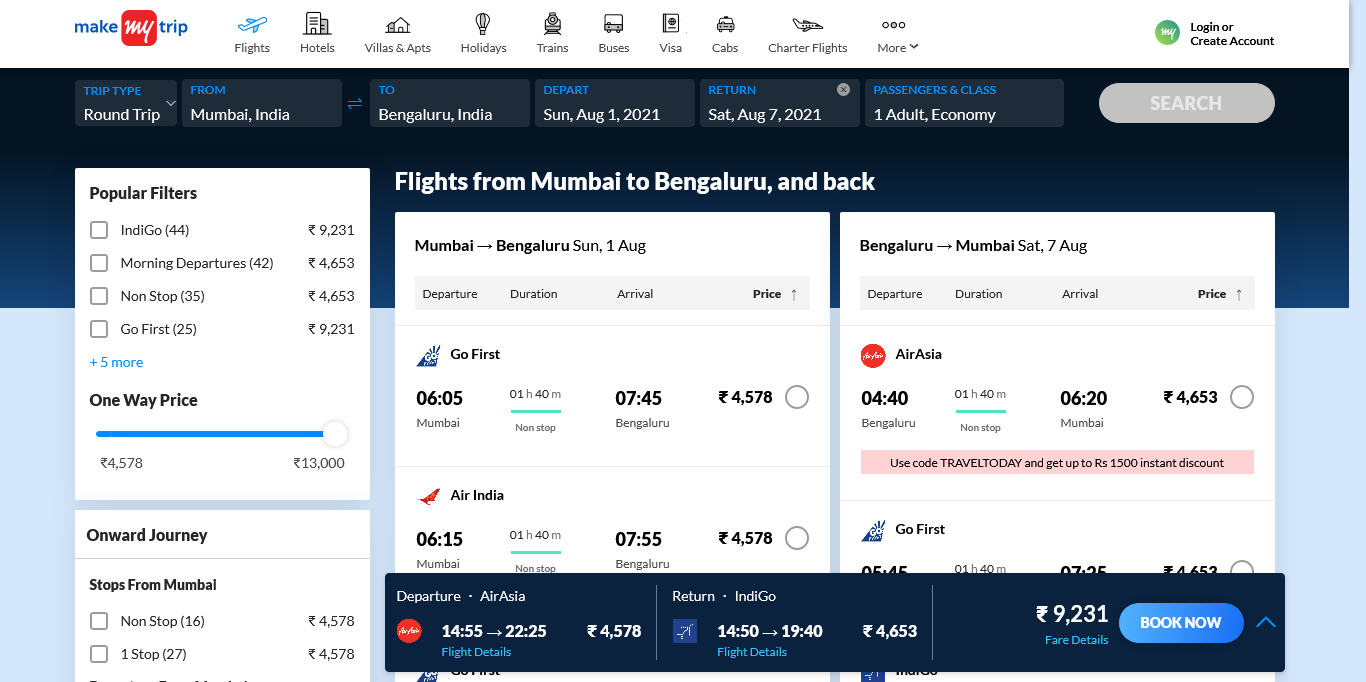 make my trip
Flights
Hotels
Villas & Apts
Holidays
Trains
Buses
Visa
Cabs
Charter Flights
More
my
Login or
Create Account
TRIP TYPE
Round Trip
FROM
Mumbai, India
TO
Bengaluru, India
DEPART
Sun, Aug 1, 2021
RETURN
Sat, Aug 7, 2021
PASSENGERS & CLASS
1 Adult, Economy
SEARCH
Popular Filters
IndiGo (44) ₹ 9,231
Morning Departures (42) ₹ 4,653
Non Stop (35) ₹ 4,653
Go First (25) ₹ 9,231
+ 5 more
One Way Price
₹4,578 ₹13,000
Onward Journey
Stops From Mumbai
Non Stop (16) ₹ 4,578
1 Stop (27) ₹ 4,578
Flights from Mumbai to Bengaluru, and back
Mumbai → Bengaluru Sun, 1 Aug
Departure Duration Arrival Price ↑
Go First
06:05 01 h 40 m 07:45 ₹ 4,578
Mumbai Non stop Bengaluru
Air India
06:15 01 h 40 m 07:55 ₹ 4,578
Mumbai Non stop Bengaluru
Bengaluru → Mumbai Sat, 7 Aug
Departure Duration Arrival Price ↑
AirAsia
04:40 01 h 40 m 06:20 ₹ 4,653
Bengaluru Non stop Mumbai
Use code TRAVELTODAY and get up to Rs 1500 instant discount
Go First
05:45 01 h 40 m 07:25 ₹ 4,653
Departure · AirAsia
14:55 → 22:25 ₹ 4,578
Flight Details
Return · IndiGo
14:50 → 19:40 ₹ 4,653
Flight Details
₹ 9,231
Fare Details
BOOK NOW
Go First
IndiGo